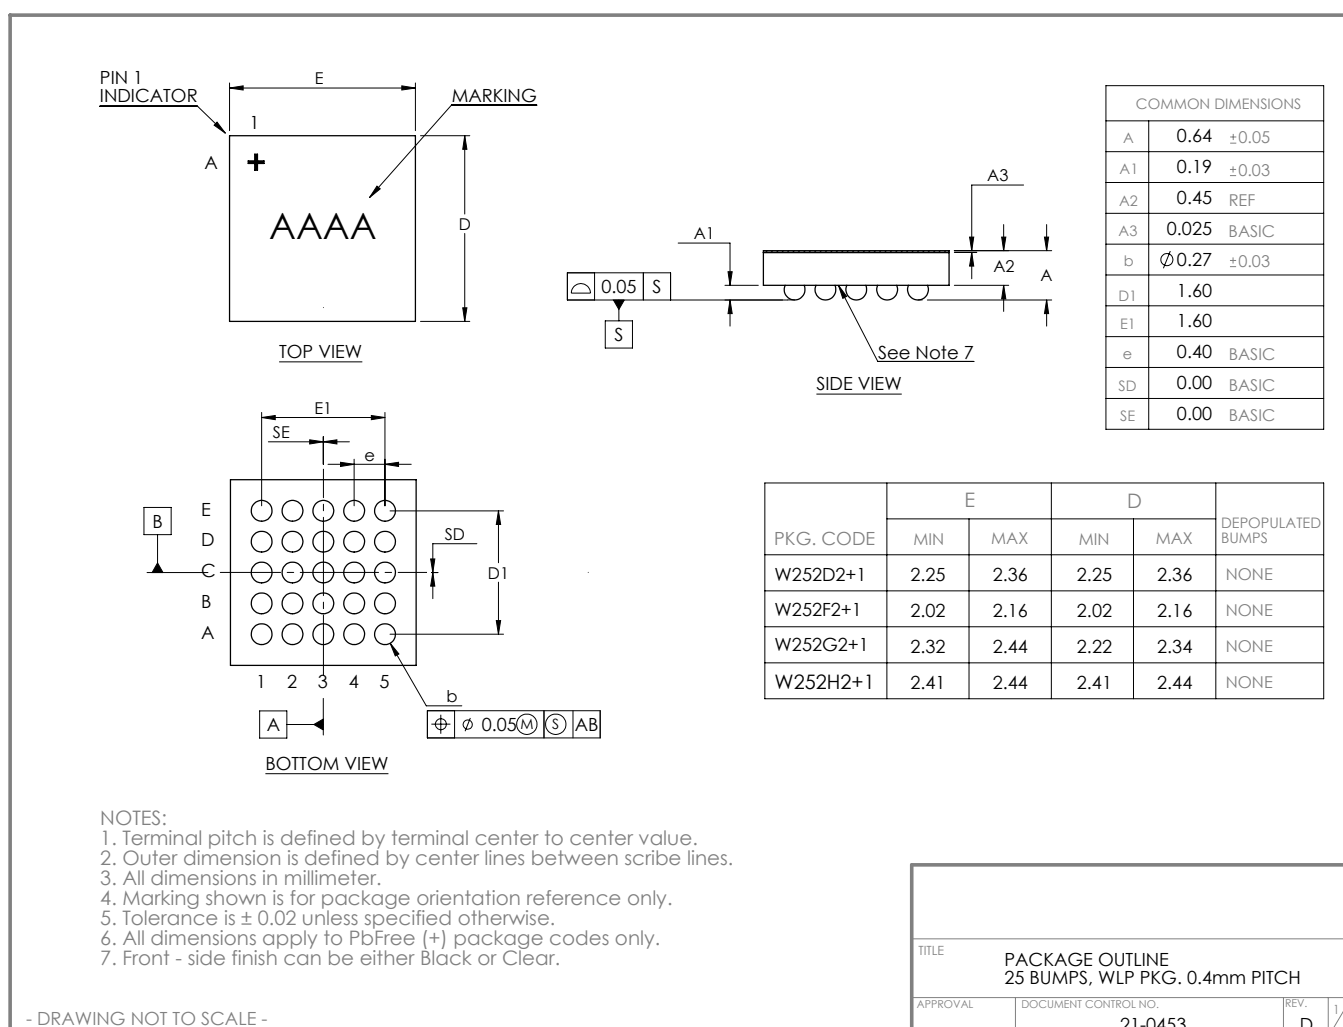 PIN 1
INDICATOR
E
MARKING
1
A
AAAA
D
TOP VIEW
A3
A1
A2
A
0.05 S
S
See Note 7
SIDE VIEW
COMMON DIMENSIONS
A 0.64 ±0.05
A1 0.19 ±0.03
A2 0.45 REF
A3 0.025 BASIC
b Ø0.27 ±0.03
D1 1.60
E1 1.60
e 0.40 BASIC
SD 0.00 BASIC
SE 0.00 BASIC
E1
SE
e
B
E
D
C
B
A
SD
D1
1 2 3 4 5
A
b
⌀ 0.05 Ⓜ Ⓢ AB
BOTTOM VIEW
PKG. CODE E D DEPOPULATED BUMPS
MIN MAX MIN MAX
W252D2+1 2.25 2.36 2.25 2.36 NONE
W252F2+1 2.02 2.16 2.02 2.16 NONE
W252G2+1 2.32 2.44 2.22 2.34 NONE
W252H2+1 2.41 2.44 2.41 2.44 NONE
NOTES:
1. Terminal pitch is defined by terminal center to center value.
2. Outer dimension is defined by center lines between scribe lines.
3. All dimensions in millimeter.
4. Marking shown is for package orientation reference only.
5. Tolerance is ± 0.02 unless specified otherwise.
6. All dimensions apply to PbFree (+) package codes only.
7. Front - side finish can be either Black or Clear.
- DRAWING NOT TO SCALE -
TITLE
PACKAGE OUTLINE
25 BUMPS, WLP PKG. 0.4mm PITCH
APPROVAL
DOCUMENT CONTROL NO.
21-0453
REV.
D